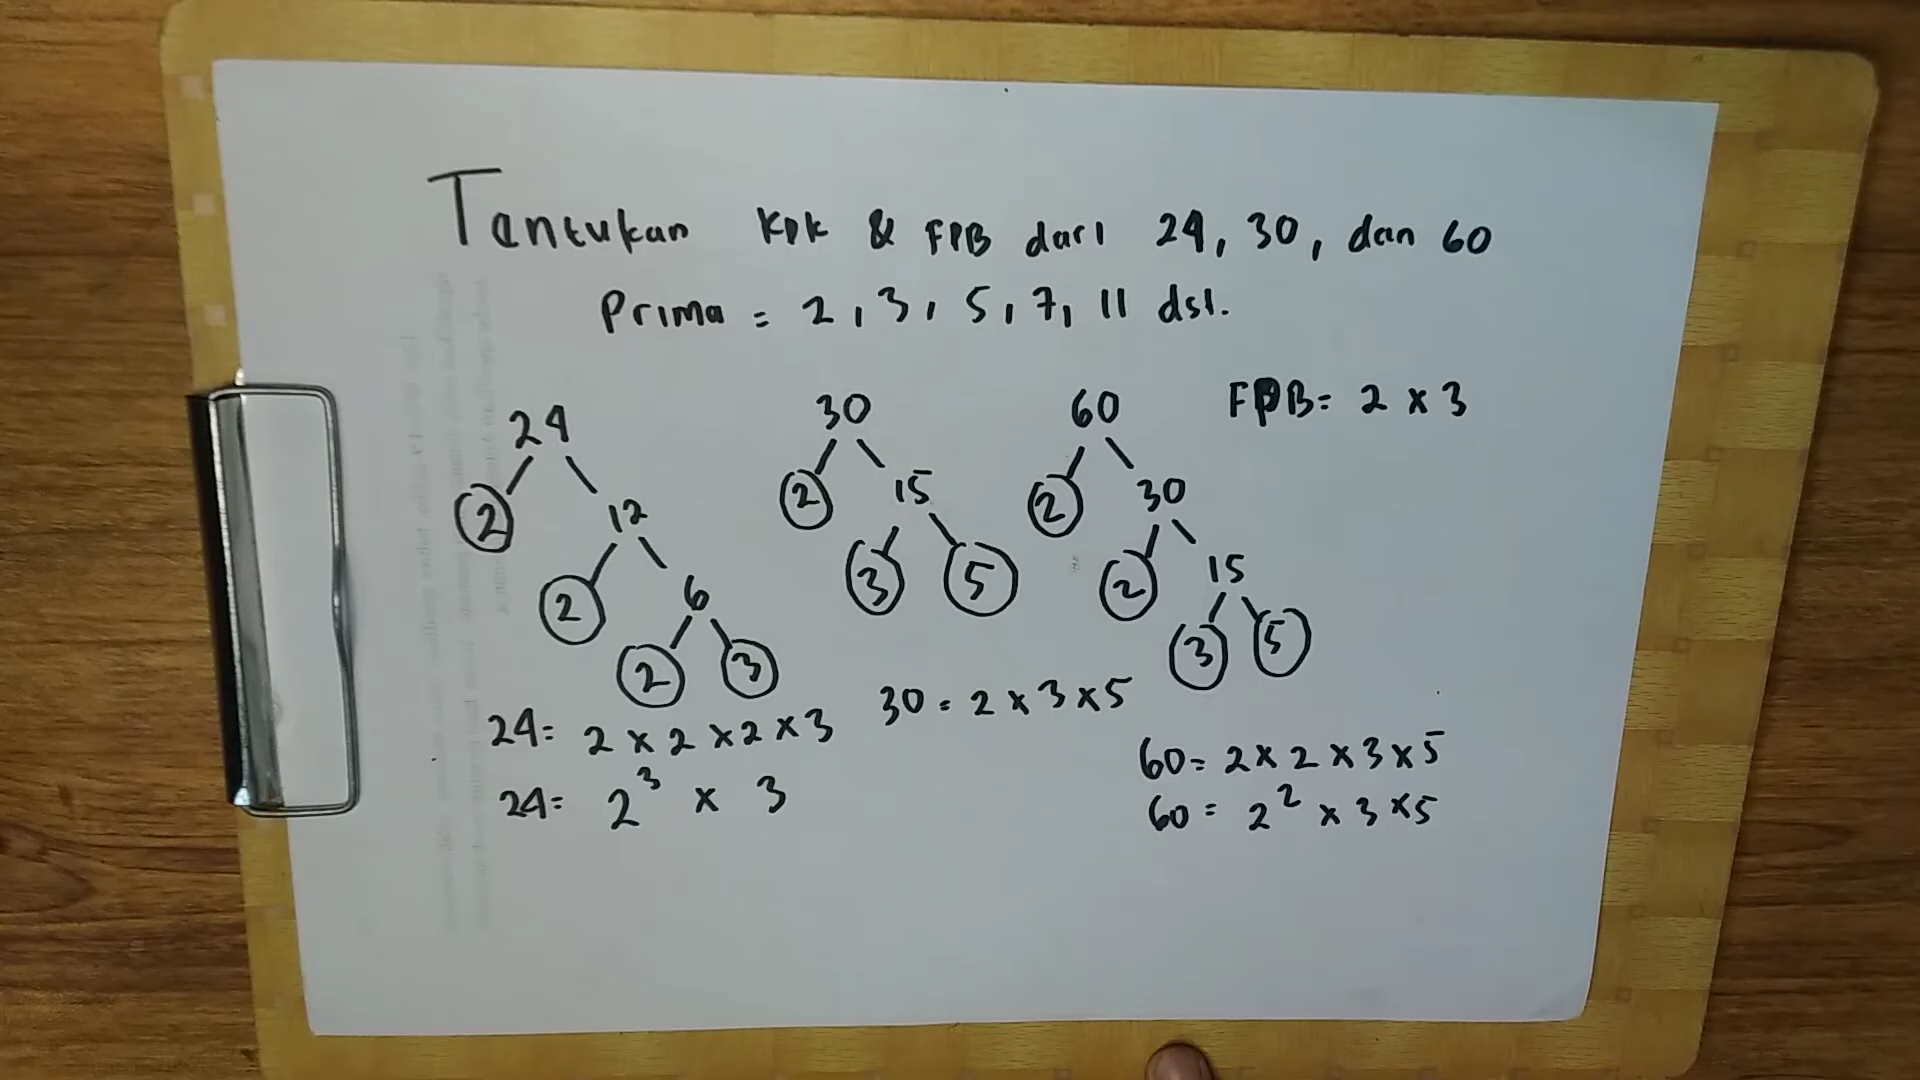 Tantukan KPK & FPB dari 24, 30, dan 60
Prima = 2, 3, 5, 7, 11 dst.
FPB = 2 x 3
24
2 12
2 6
2 3
30
2 15
3 5
60
2 30
2 15
3 5
24 = 2 x 2 x 2 x 3
24 = 2³ x 3
30 = 2 x 3 x 5
60 = 2 x 2 x 3 x 5
60 = 2² x 3 x 5